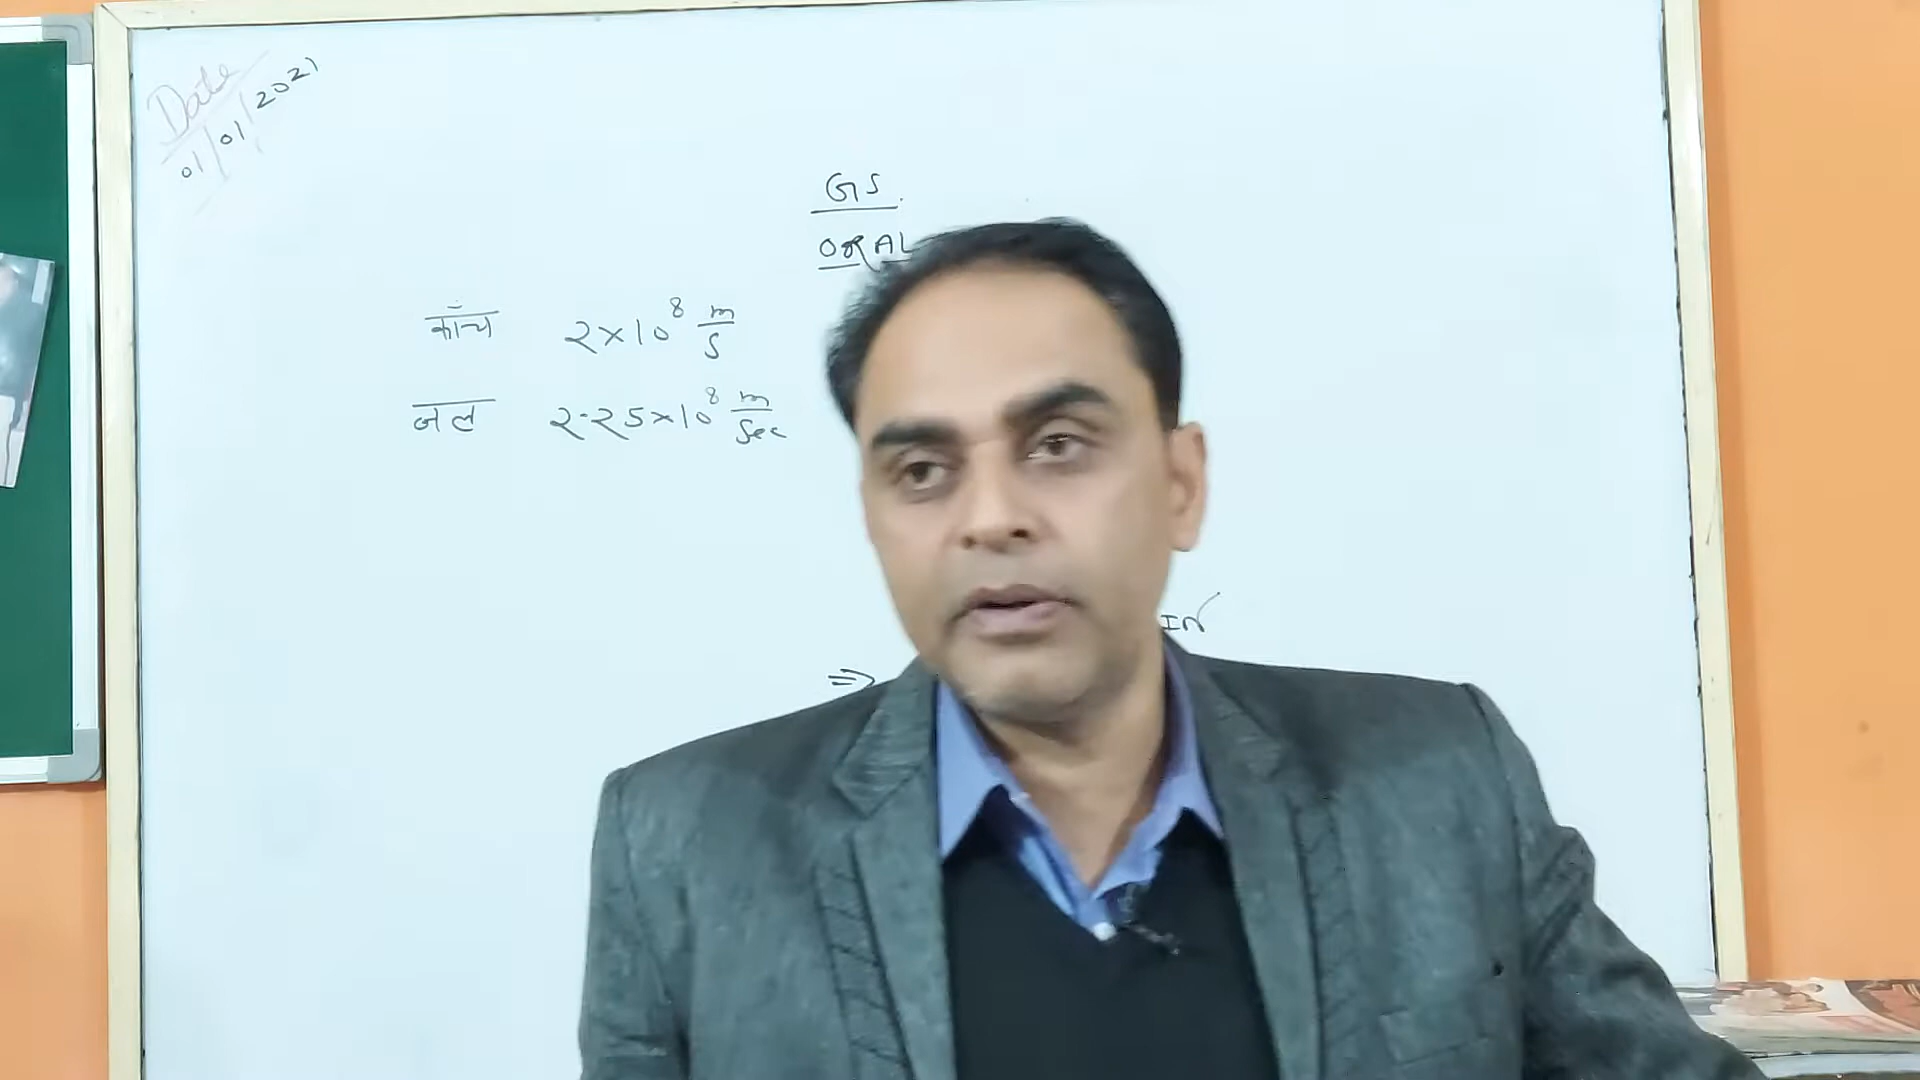 Date
01/01/2021
GS.
ORAL
काँच 2×10⁸ m/s
जल 2.25×10⁸ m/Sec
⇒